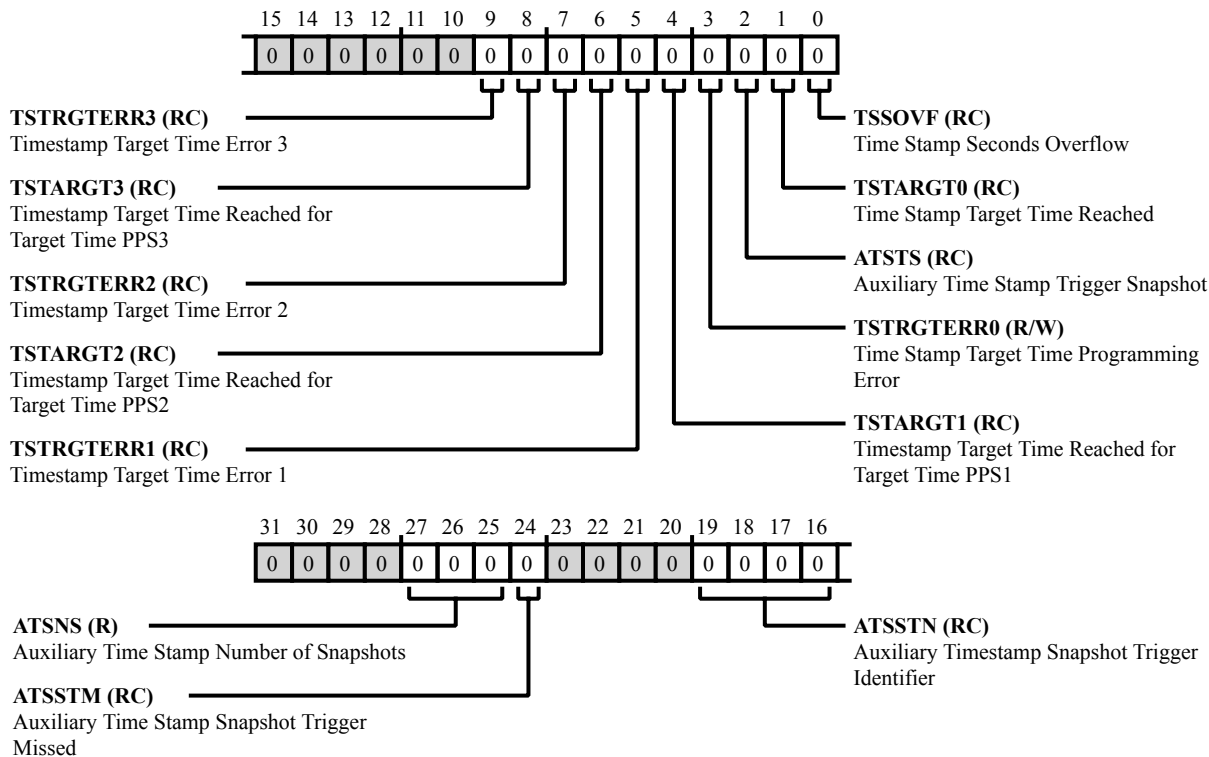 15 14 13 12 11 10 9 8 7 6 5 4 3 2 1 0
0 0 0 0 0 0 0 0 0 0 0 0 0 0 0 0
TSTRGTERR3 (RC)
Timestamp Target Time Error 3
TSTARGT3 (RC)
Timestamp Target Time Reached for
Target Time PPS3
TSTRGTERR2 (RC)
Timestamp Target Time Error 2
TSTARGT2 (RC)
Timestamp Target Time Reached for
Target Time PPS2
TSTRGTERR1 (RC)
Timestamp Target Time Error 1
TSSOVF (RC)
Time Stamp Seconds Overflow
TSTARGT0 (RC)
Time Stamp Target Time Reached
ATSTS (RC)
Auxiliary Time Stamp Trigger Snapshot
TSTRGTERR0 (R/W)
Time Stamp Target Time Programming
Error
TSTARGT1 (RC)
Timestamp Target Time Reached for
Target Time PPS1
31 30 29 28 27 26 25 24 23 22 21 20 19 18 17 16
0 0 0 0 0 0 0 0 0 0 0 0 0 0 0 0
ATSNS (R)
Auxiliary Time Stamp Number of Snapshots
ATSSTM (RC)
Auxiliary Time Stamp Snapshot Trigger
Missed
ATSSTN (RC)
Auxiliary Timestamp Snapshot Trigger
Identifier